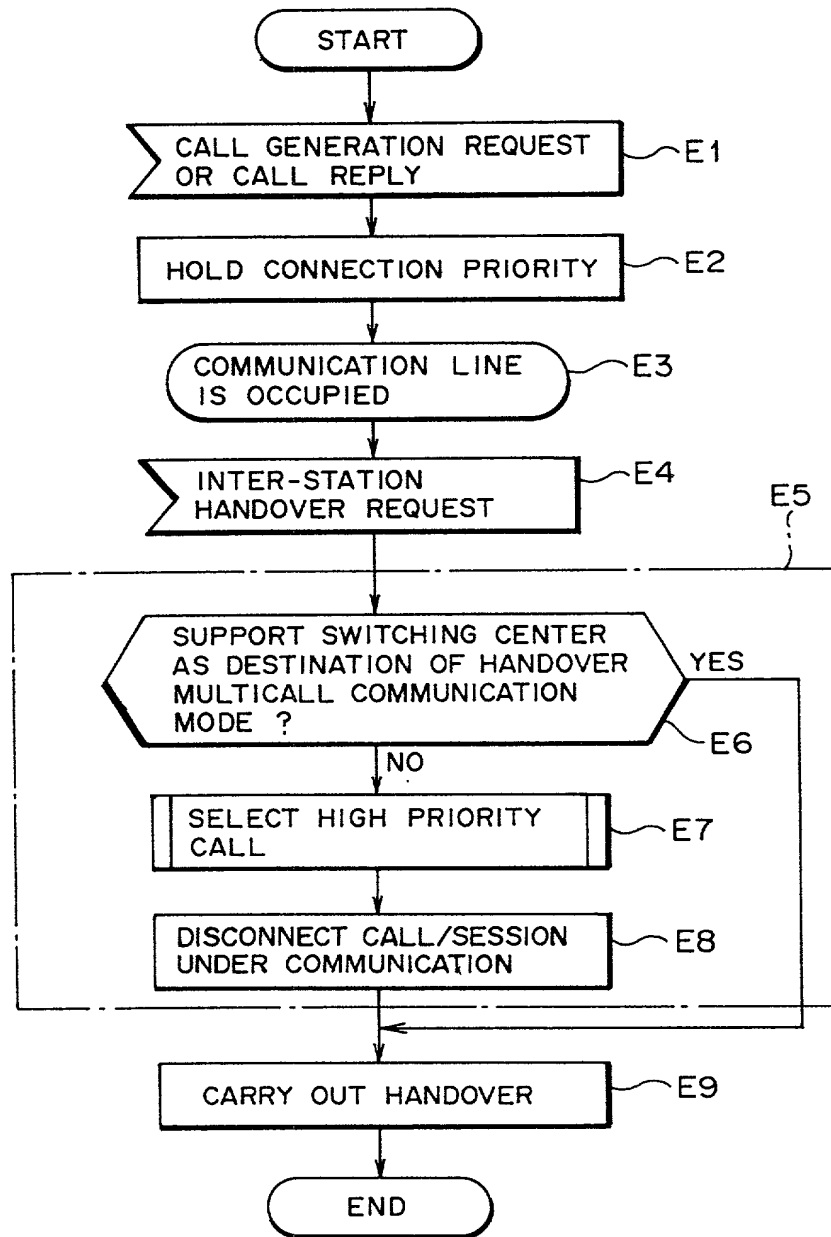 START
CALL GENERATION REQUEST
OR CALL REPLY
E1
HOLD CONNECTION PRIORITY
E2
COMMUNICATION LINE
IS OCCUPIED
E3
INTER-STATION
HANDOVER REQUEST
E4
E5
SUPPORT SWITCHING CENTER
AS DESTINATION OF HANDOVER
MULTICALL COMMUNICATION
MODE ?
YES
E6
NO
SELECT HIGH PRIORITY
CALL
E7
DISCONNECT CALL/SESSION
UNDER COMMUNICATION
E8
CARRY OUT HANDOVER
E9
END